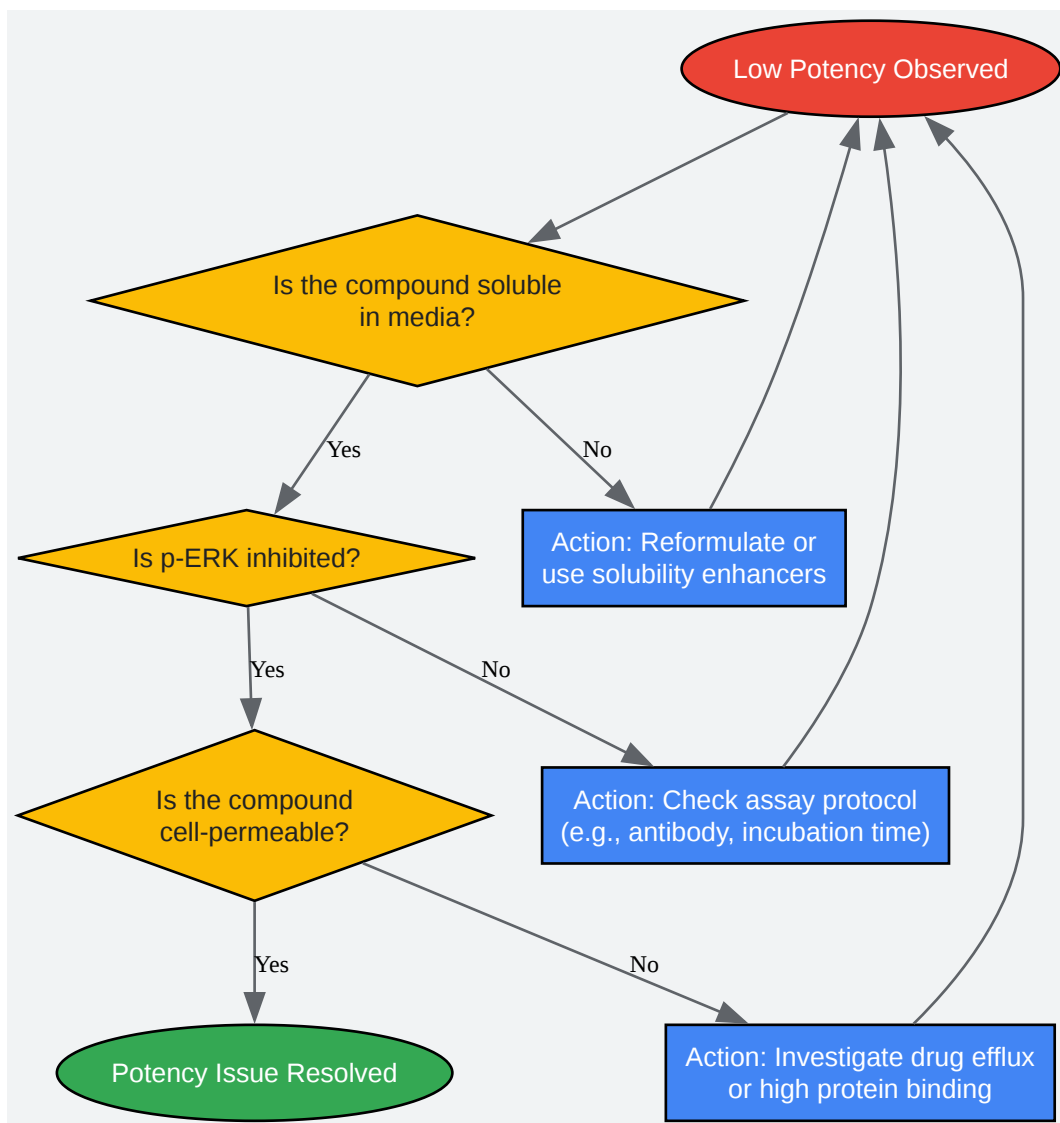 Low Potency Observed
Is the compound soluble
in media?
Yes
No
Is p-ERK inhibited?
Action: Reformulate or
use solubility enhancers
Yes
No
Is the compound
cell-permeable?
Action: Check assay protocol
(e.g., antibody, incubation time)
Yes
No
Potency Issue Resolved
Action: Investigate drug efflux
or high protein binding